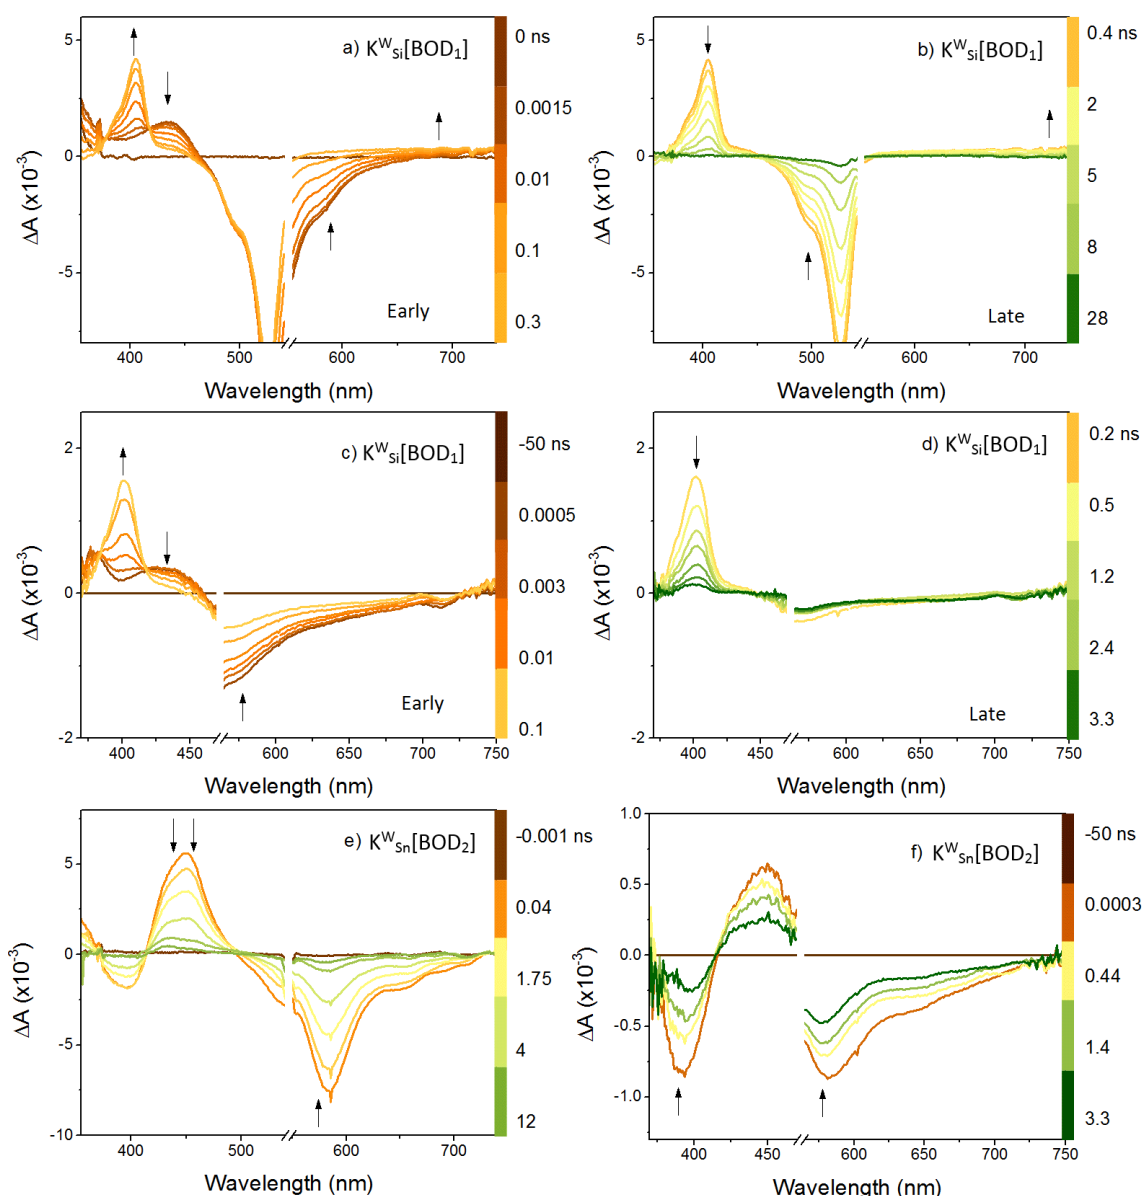 a) K^W_Si[BOD₁]
0 ns
0.0015
0.01
0.1
0.3
5
0
-5
ΔA (x10⁻³)
Early
400
500
600
700
Wavelength (nm)
b) K^W_Si[BOD₁]
0.4 ns
2
5
8
28
5
0
-5
ΔA (x10⁻³)
Late
400
500
600
700
Wavelength (nm)
c) K^W_Si[BOD₁]
-50 ns
0.0005
0.003
0.01
0.1
2
0
-2
ΔA (x10⁻³)
Early
400
450
600
650
700
750
Wavelength (nm)
d) K^W_Si[BOD₁]
0.2 ns
0.5
1.2
2.4
3.3
2
0
-2
ΔA (x10⁻³)
Late
400
450
600
650
700
750
Wavelength (nm)
e) K^W_Sn[BOD₂]
-0.001 ns
0.04
1.75
4
12
5
0
-5
-10
ΔA (x10⁻³)
400
500
600
700
Wavelength (nm)
f) K^W_Sn[BOD₂]
-50 ns
0.0003
0.44
1.4
3.3
1.0
0.5
0.0
-0.5
-1.0
ΔA (x10⁻³)
400
450
600
650
700
750
Wavelength (nm)